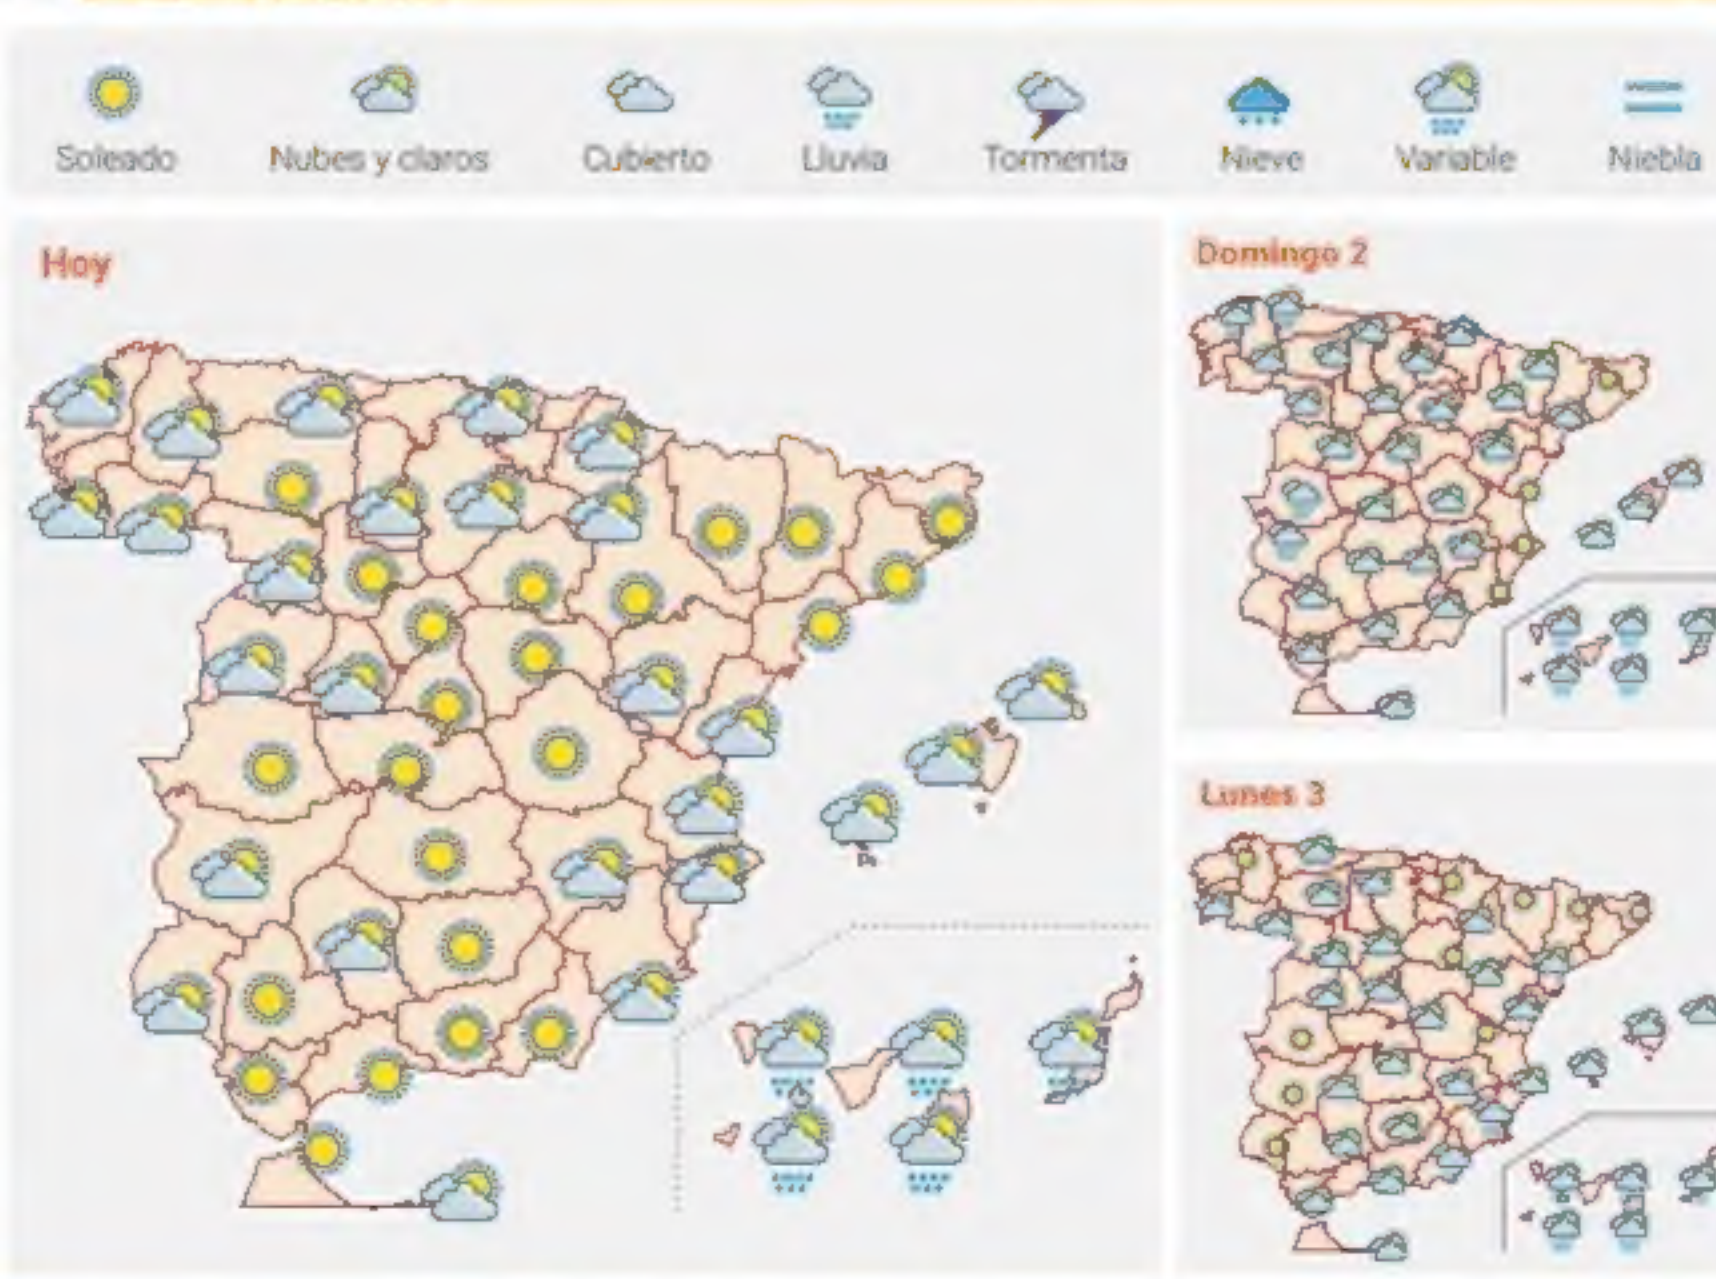 Soleado Nubes y claros Cubierto Lluvia Tormenta Nieve Variable Niebla
Hoy
Domingo 2
Lunes 3